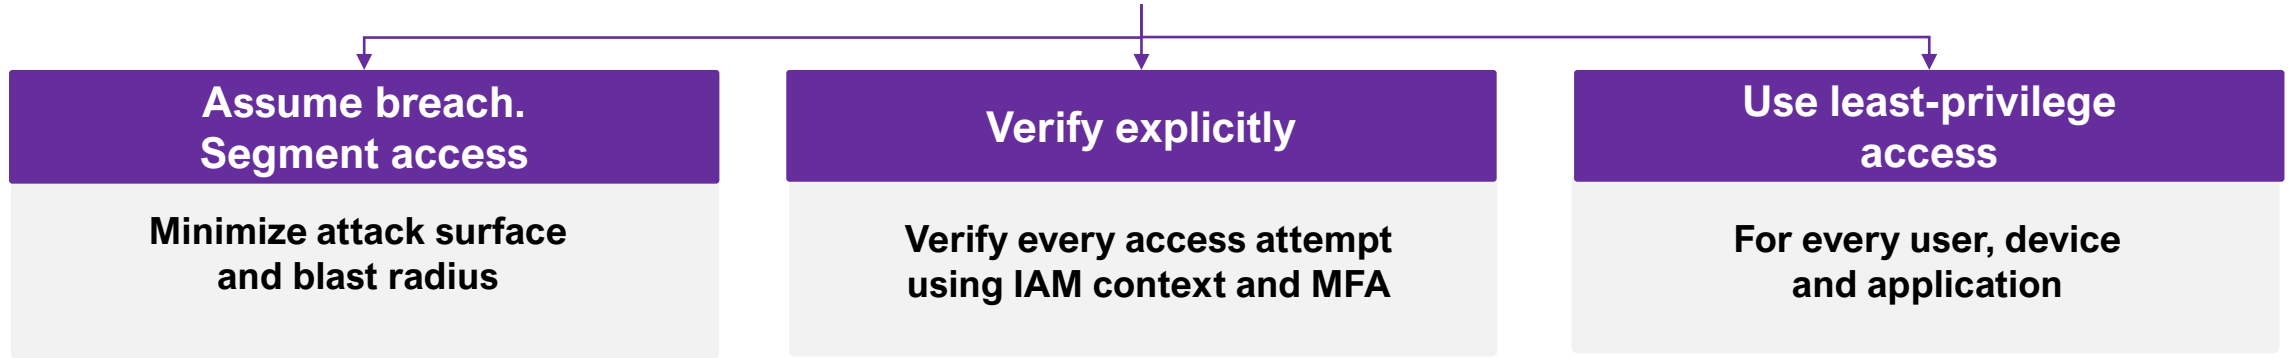 Assume breach.
Segment access
Minimize attack surface
and blast radius
Verify explicitly
Verify every access attempt
using IAM context and MFA
Use least-privilege
access
For every user, device
and application